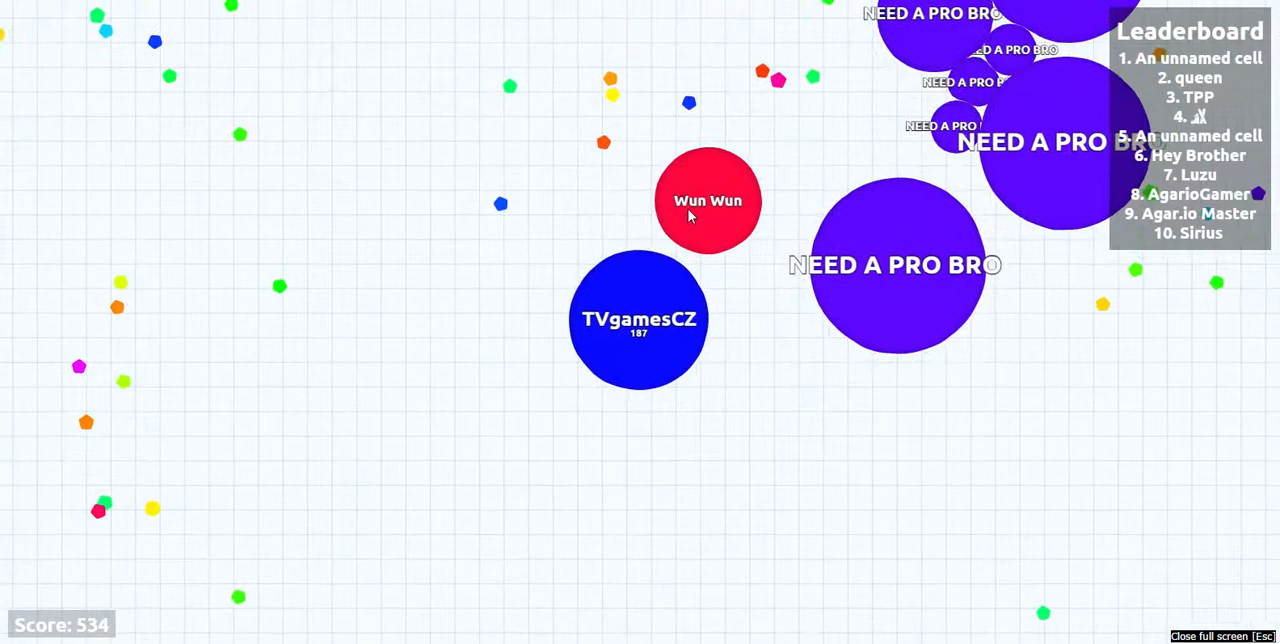 NEED A PRO BRO
NEED A PRO BRO
NEED A PRO B
NEED A PRO
NEED A PRO BRO
Wun Wun
NEED A PRO BRO
TVgamesCZ
187
Leaderboard
1. An unnamed cell
2. queen
3. TPP
4.
5. An unnamed cell
6. Hey Brother
7. Luzu
8. AgarioGamer
9. Agar.io Master
10. Sirius
Score: 534
Close full screen [Esc]